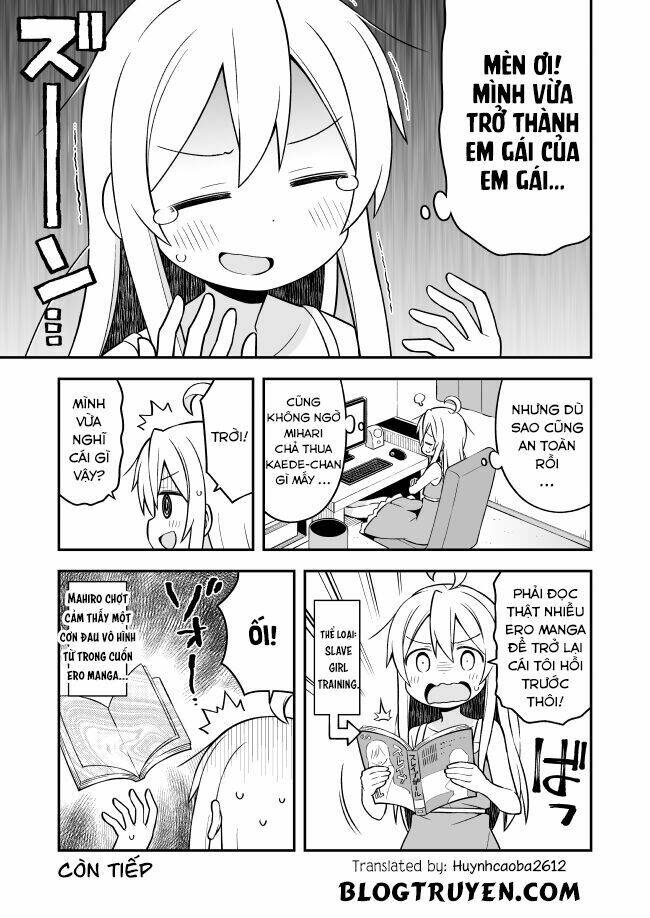 MÈN ƠI!
MÌNH VỪA
TRỞ THÀNH
EM GÁI CỦA
EM GÁI...
ズーーン
NHƯNG DÙ
SAO CŨNG
AN TOÀN
RỒI
...
CŨNG
KHÔNG NGỜ
MIHARI
CHẢ THUA
KAEDE-CHAN
GÌ MẤY ...
TRỜI!
MÌNH
VỪA
NGHĨ
CÁI GÌ
VẬY?
PHẢI ĐỌC
THẬT NHIỀU
ERO MANGA
ĐỂ TRỞ LẠI
CÁI TÔI HỒI
TRƯỚC
THÔI!
THỂ LOẠI:
SLAVE
GIRL
TRAINING.
ばっ
ỐI!
MAHIRO CHỢT
CẢM THẤY MỘT
CƠN ĐAU VÔ HÌNH
TỪ TRONG CUỐN
ERO MANGA...
CÒN TIẾP
Translated by: Huynhcaoba2612
BLOGTRUYEN.COM